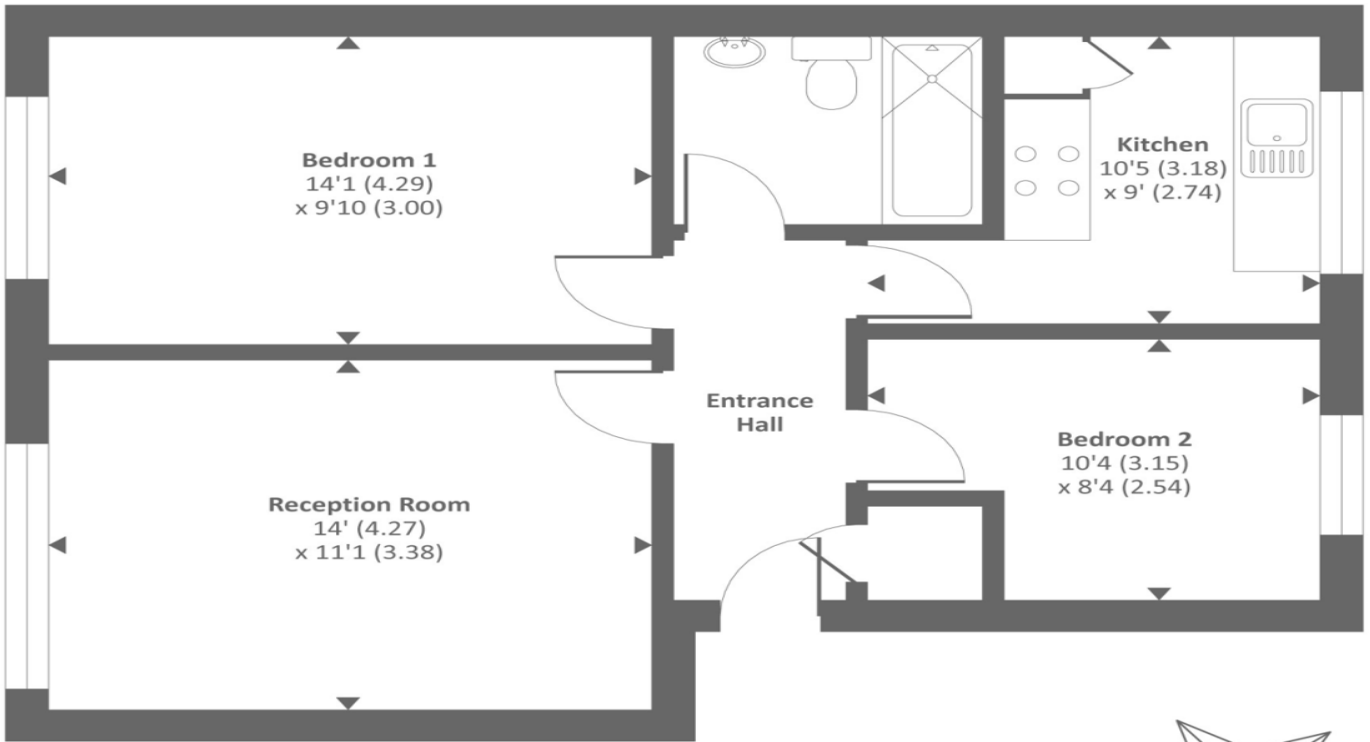 Bedroom 1
14'1 (4.29)
x 9'10 (3.00)
Kitchen
10'5 (3.18)
x 9' (2.74)
Entrance
Hall
Bedroom 2
10'4 (3.15)
x 8'4 (2.54)
Reception Room
14' (4.27)
x 11'1 (3.38)